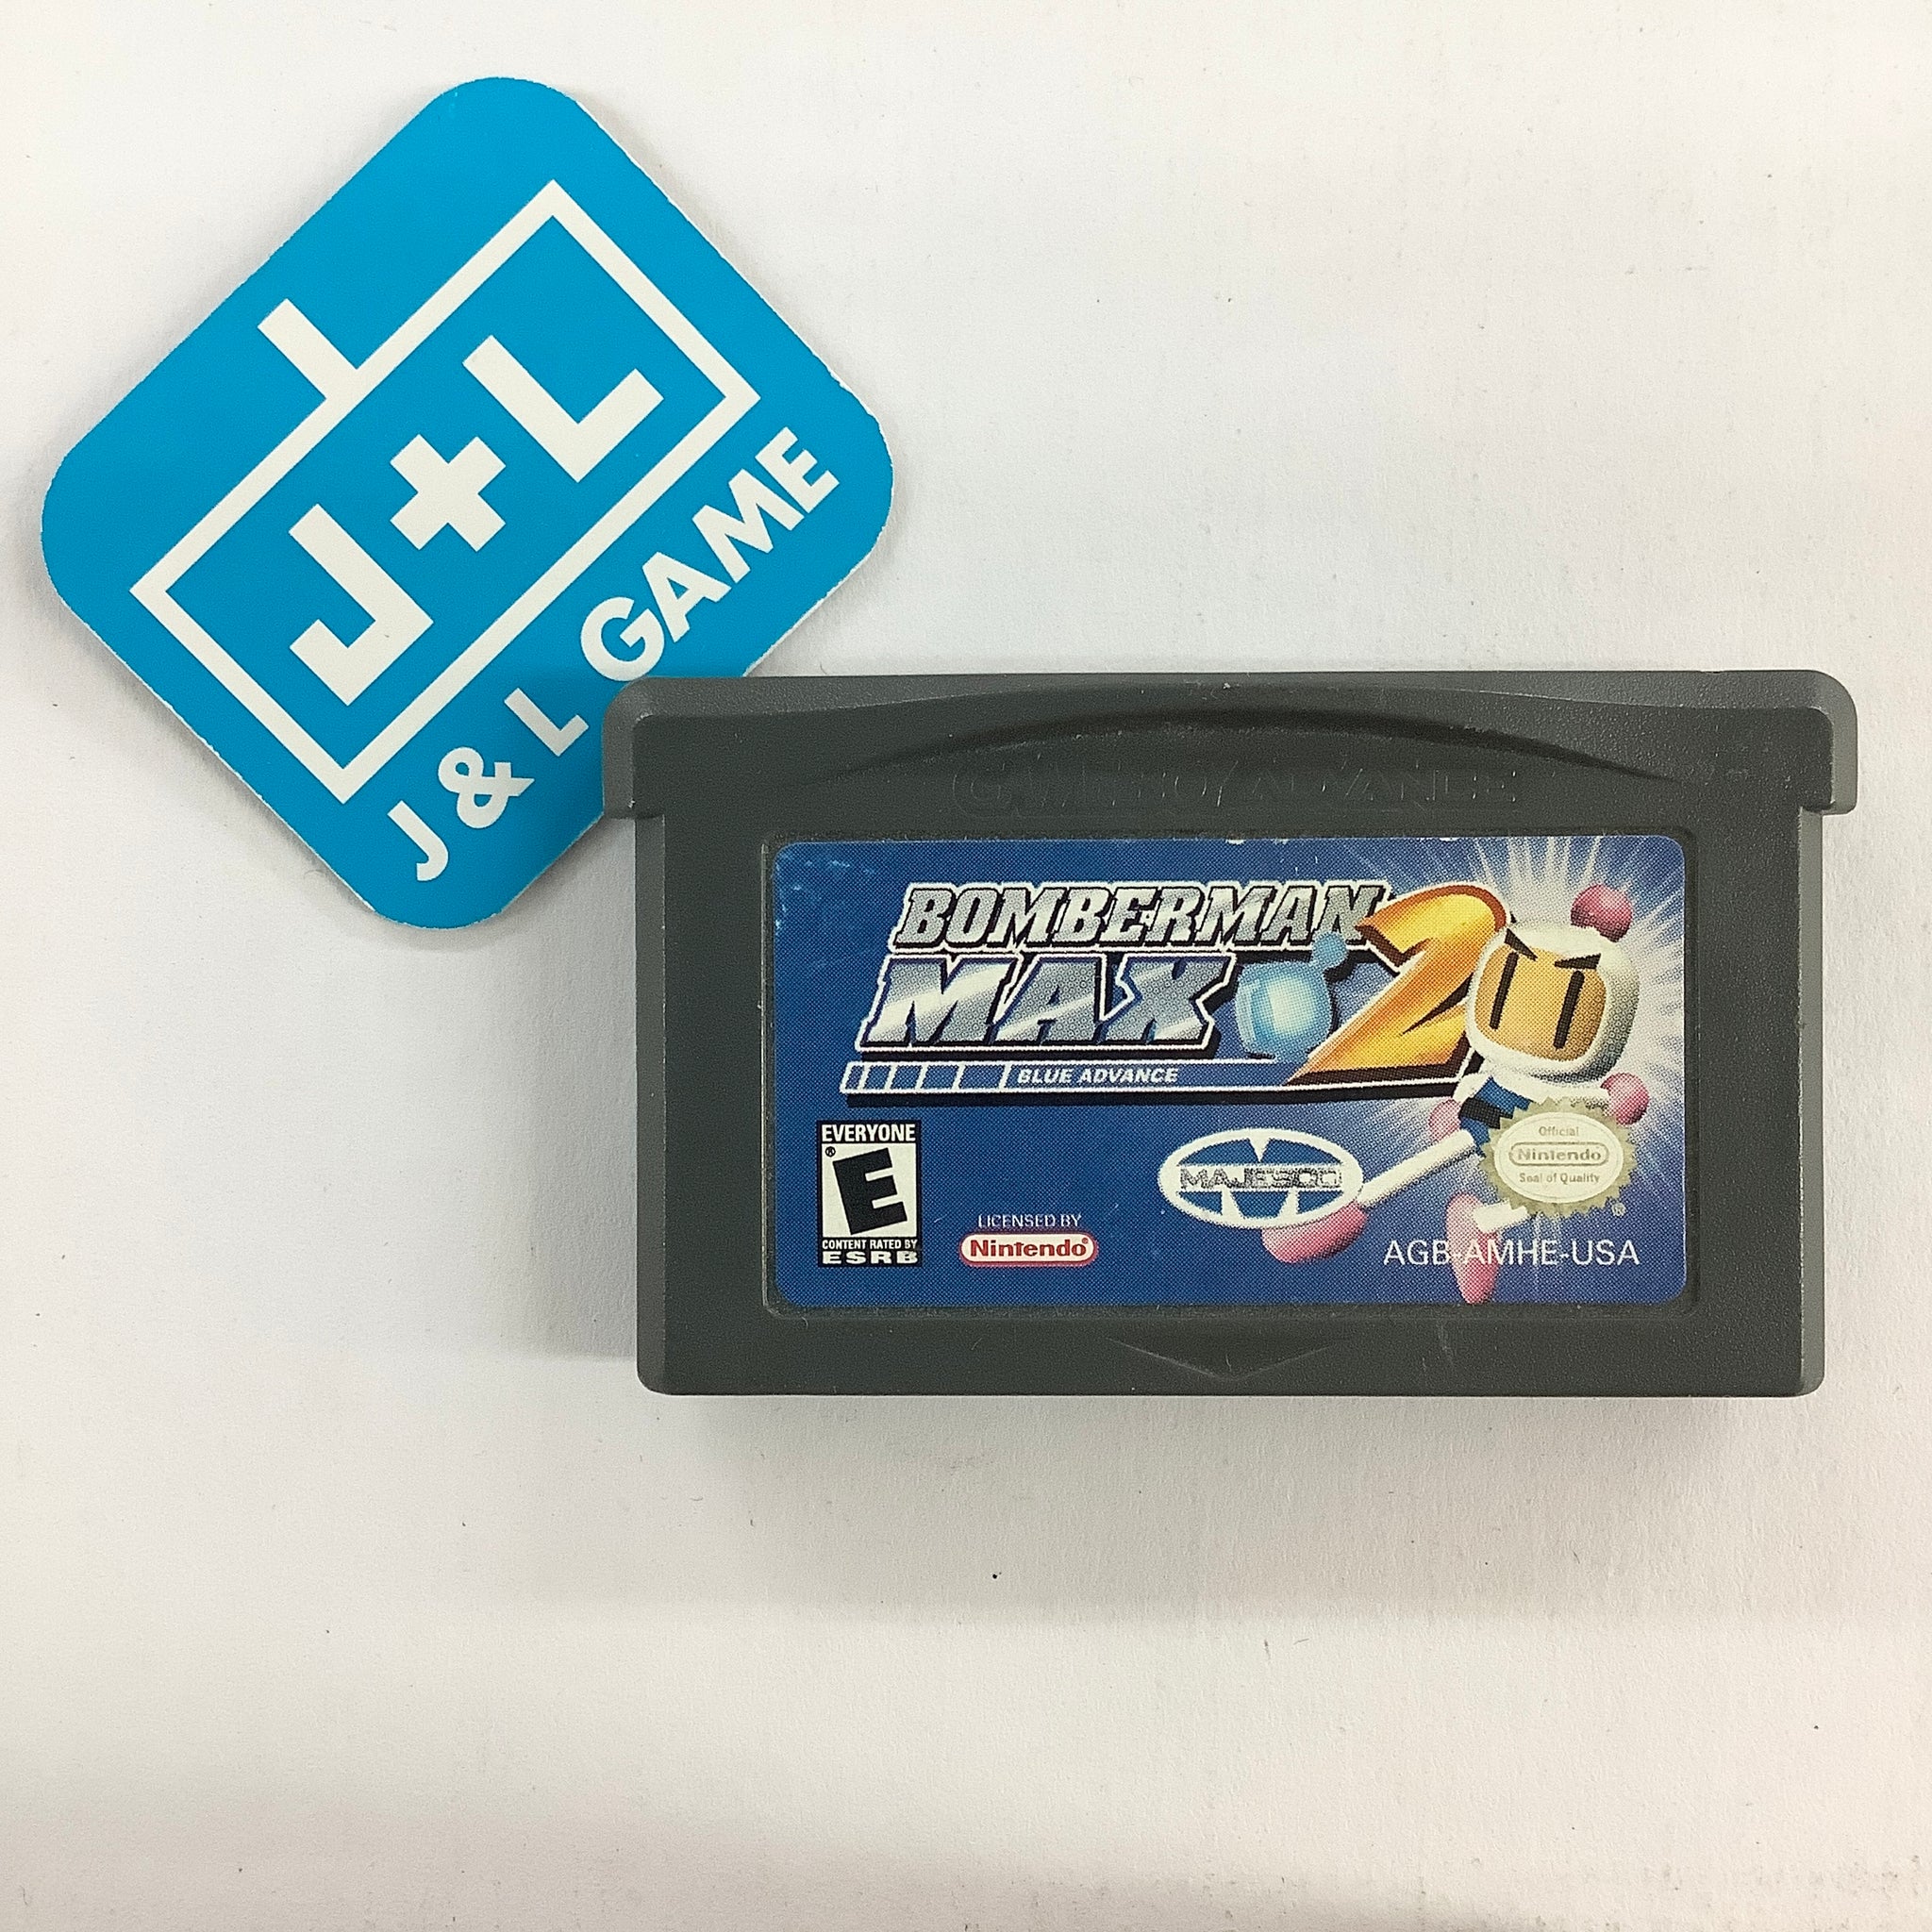 J+L
J & L GAME
GAME BOY ADVANCE
BOMBERMAN
MAX 2
BLUE ADVANCE
EVERYONE
®
E
CONTENT RATED BY
ESRB
LICENSED BY
Nintendo®
MAJESCO
Official
Nintendo
Seal of Quality
®
AGB-AMHE-USA